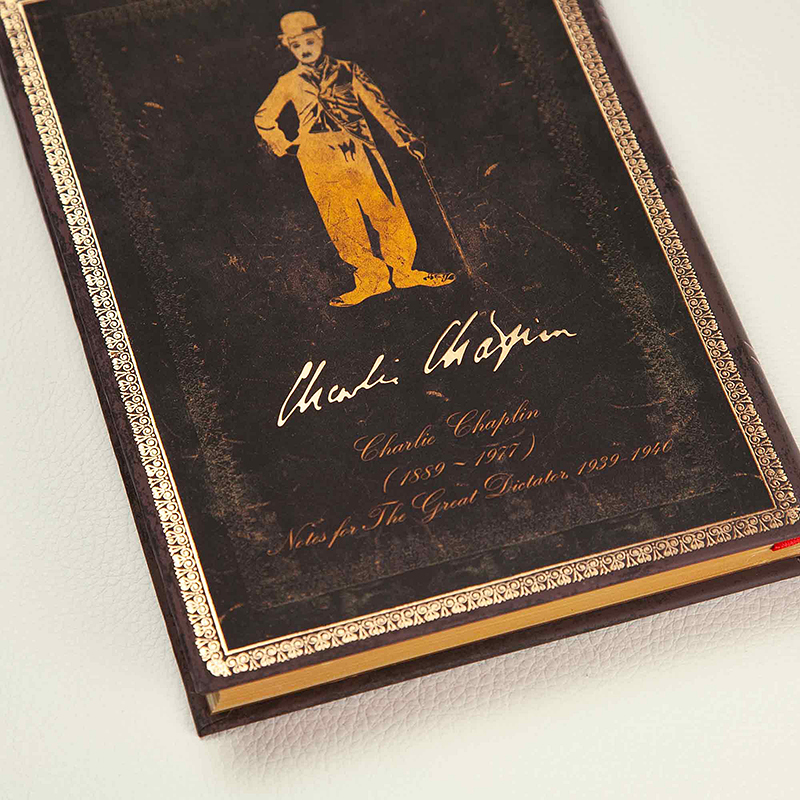 Charlie Chaplin
Charlie Chaplin
(1889 ~ 1977)
Notes for The Great Dictator 1939-1940